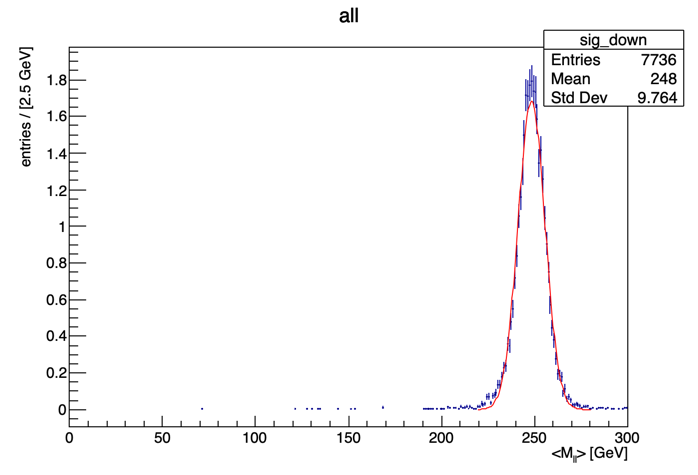 all
sig_down
Entries 7736
Mean 248
Std Dev 9.764
entries / [2.5 GeV]
1.8
1.6
1.4
1.2
1
0.8
0.6
0.4
0.2
0
0 50 100 150 200 250 300
<M_ll> [GeV]